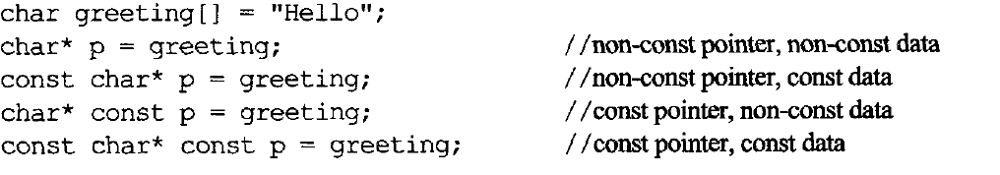 char greeting[] = "Hello";
char* p = greeting; //non-const pointer, non-const data
const char* p = greeting; //non-const pointer, const data
char* const p = greeting; //const pointer, non-const data
const char* const p = greeting; //const pointer, const data